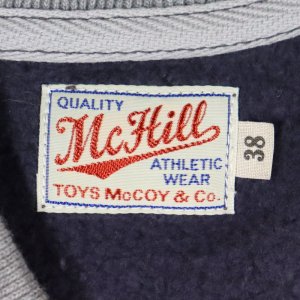 QUALITY
McHill
ATHLETIC
WEAR
TOYS McCOY & Co.
38